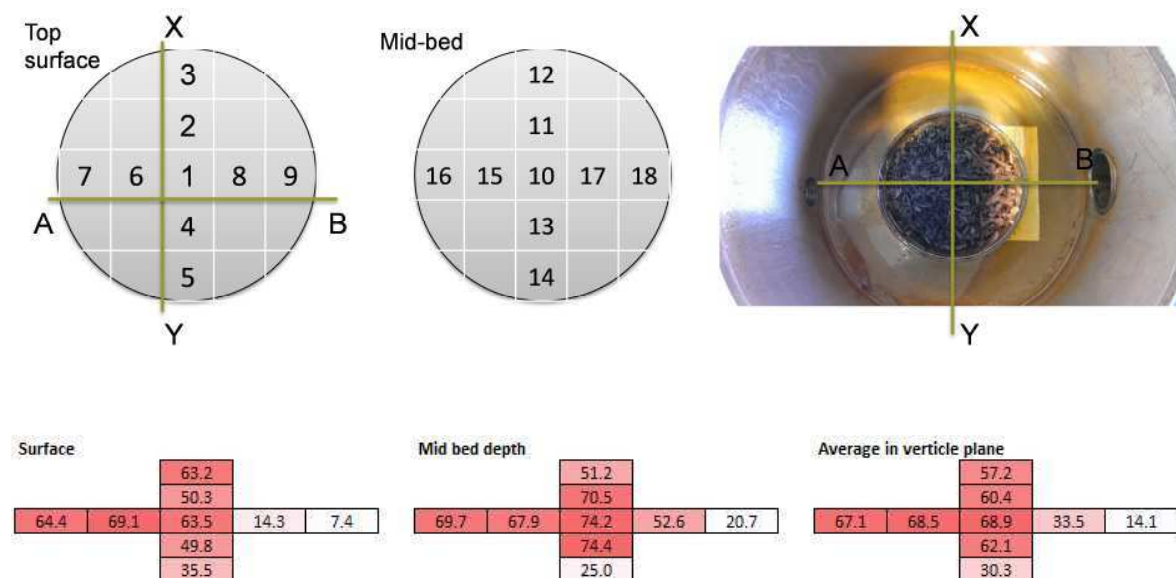 Top
surface
X
3
2
7 6 1 8 9
A
B
4
5
Y
Mid-bed
12
11
16 15 10 17 18
13
14
X
A
B
Y
Surface
63.2
50.3
64.4 69.1 63.5 14.3 7.4
49.8
35.5
Mid bed depth
51.2
70.5
69.7 67.9 74.2 52.6 20.7
74.4
25.0
Average in verticle plane
57.2
60.4
67.1 68.5 68.9 33.5 14.1
62.1
30.3